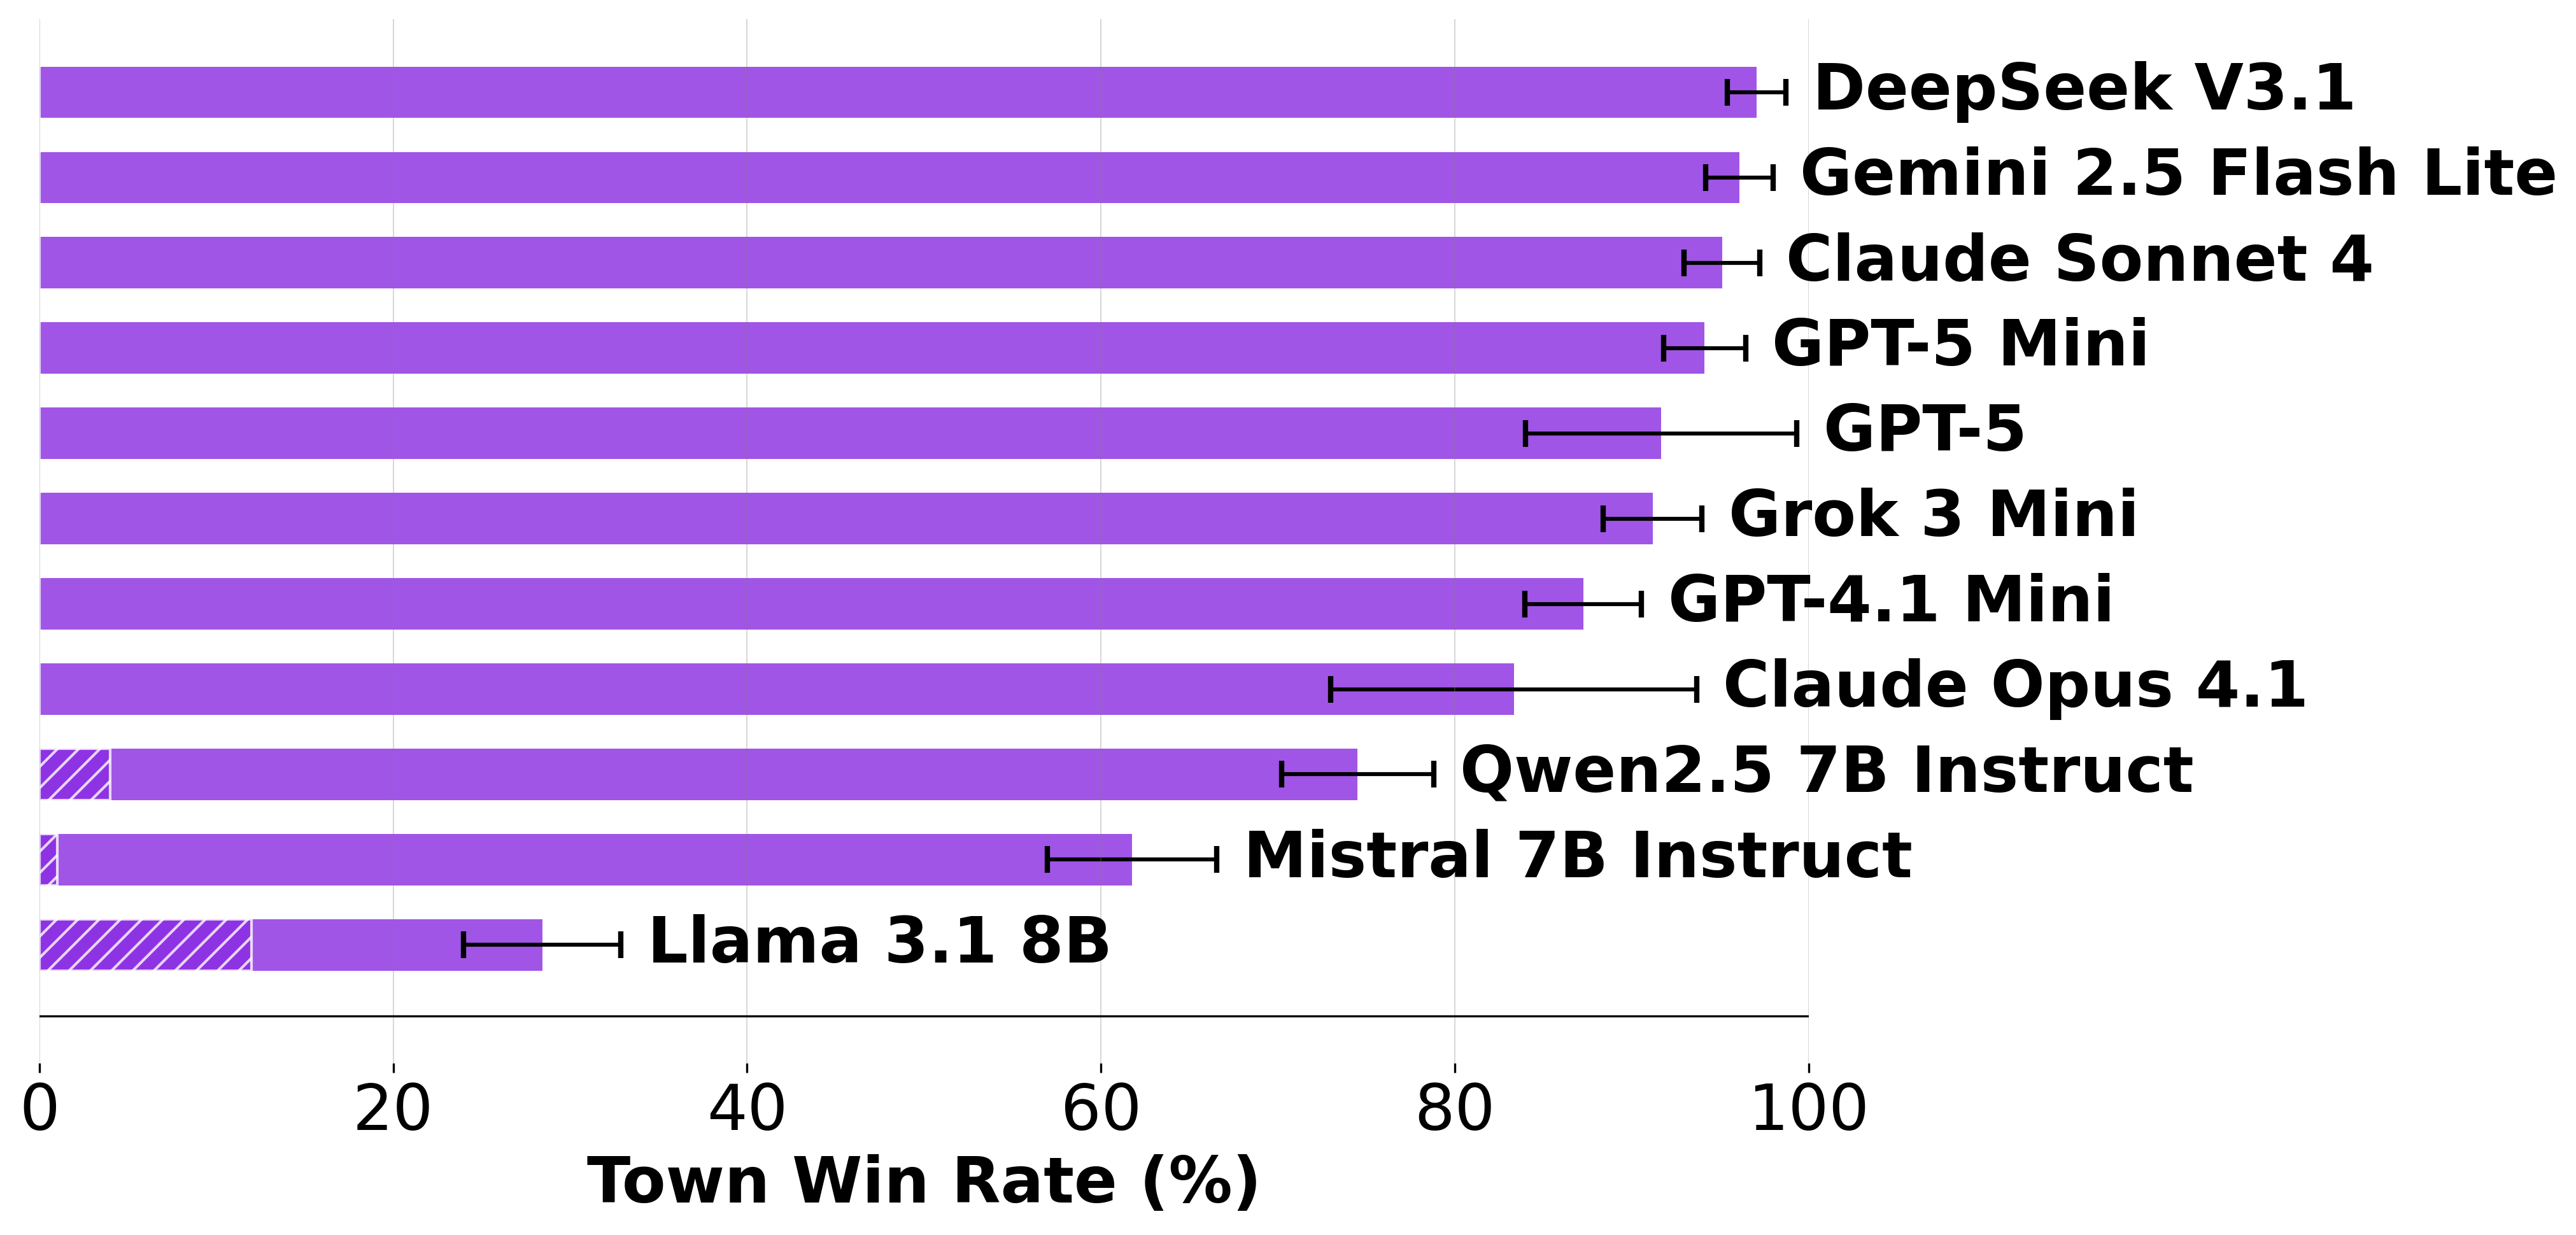 DeepSeek V3.1
Gemini 2.5 Flash Lite
Claude Sonnet 4
GPT-5 Mini
GPT-5
Grok 3 Mini
GPT-4.1 Mini
Claude Opus 4.1
Qwen2.5 7B Instruct
Mistral 7B Instruct
Llama 3.1 8B
0 20 40 60 80 100
Town Win Rate (%)